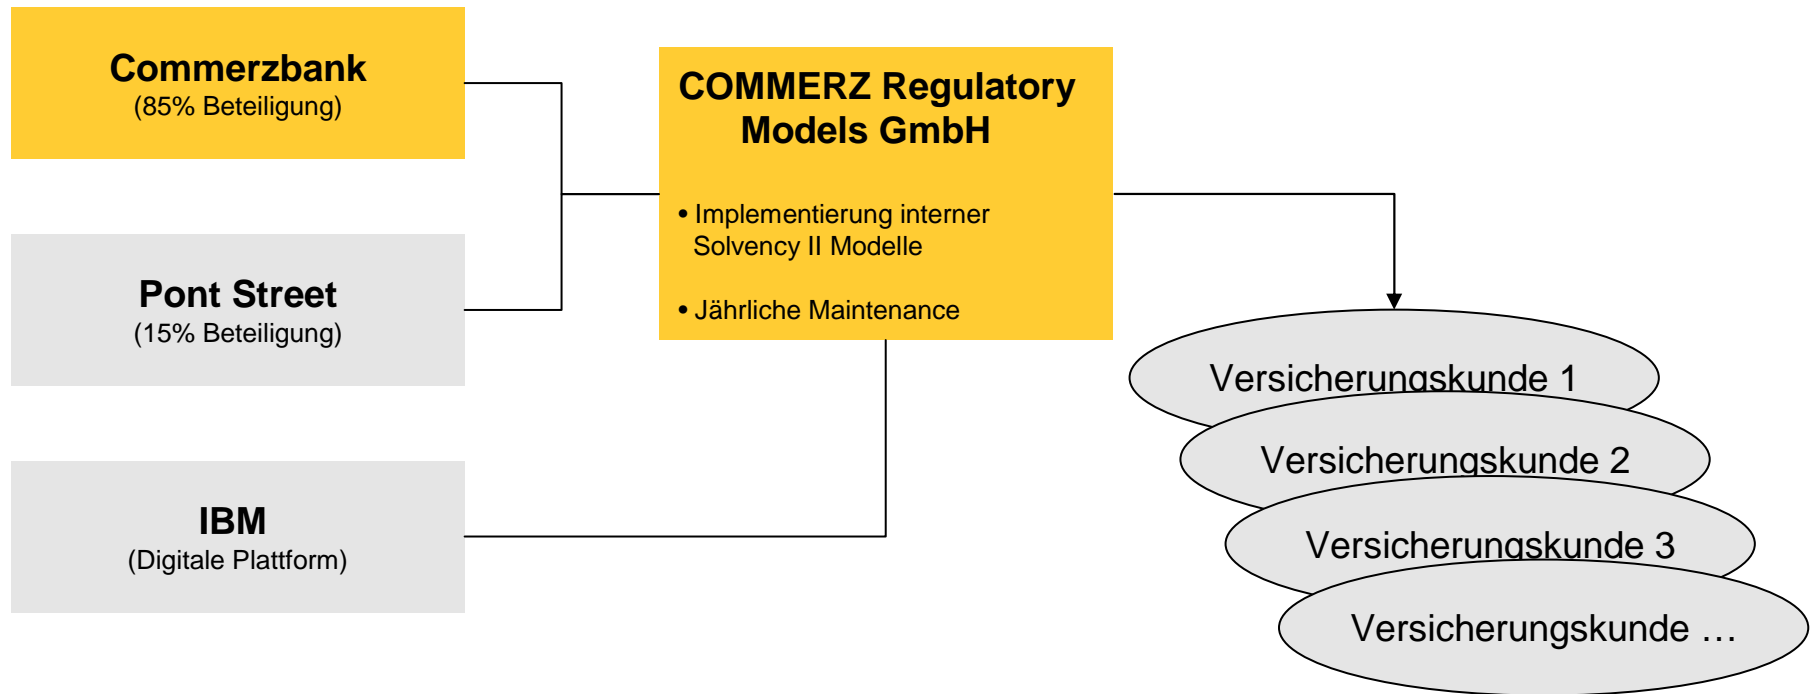 Commerzbank
(85% Beteiligung)
Pont Street
(15% Beteiligung)
IBM
(Digitale Plattform)
COMMERZ Regulatory
Models GmbH
• Implementierung interner
Solvency II Modelle
• Jährliche Maintenance
Versicherungskunde 1
Versicherungskunde 2
Versicherungskunde 3
Versicherungskunde …